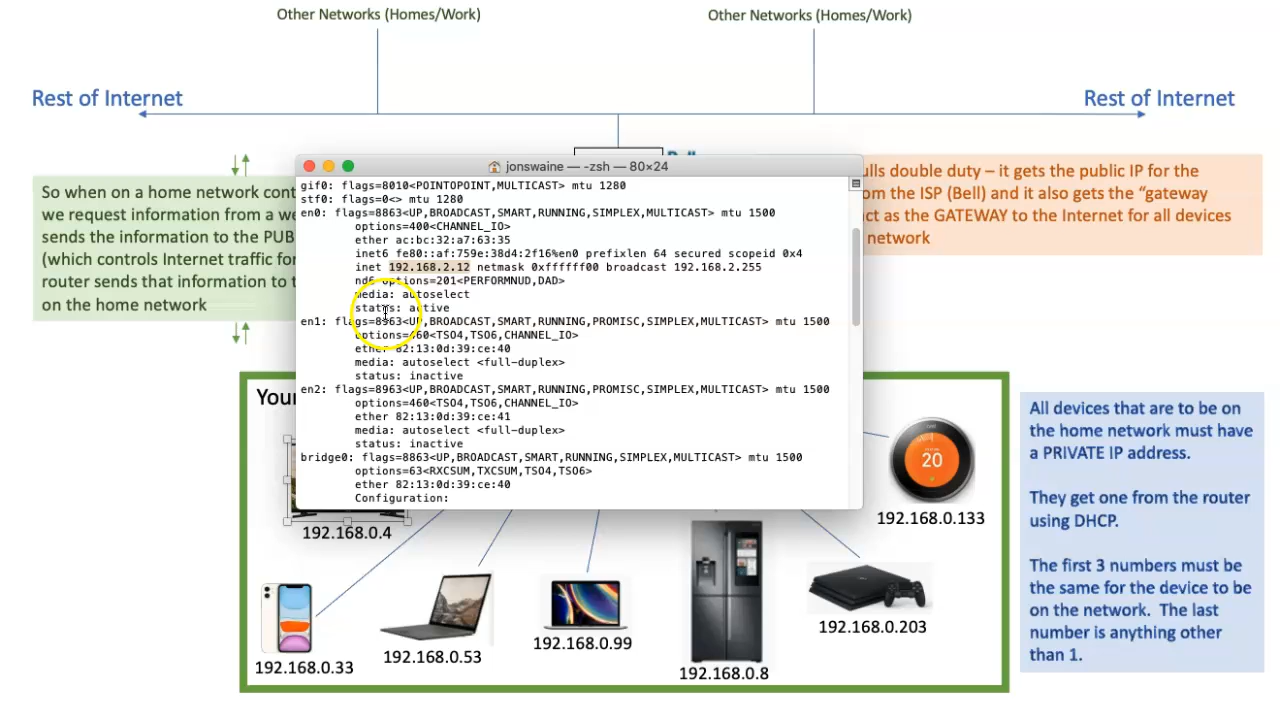 Other Networks (Homes/Work)
Other Networks (Homes/Work)
Rest of Internet
Rest of Internet
So when on a home network cont
we request information from a we
sends the information to the PUB
(which controls Internet traffic for
router sends that information to t
on the home network
ulls double duty – it gets the public IP for the
om the ISP (Bell) and it also gets the "gateway
ct as the GATEWAY to the Internet for all devices
network
jonswaine — -zsh — 80×24
gif0: flags=8010<POINTOPOINT,MULTICAST> mtu 1280
stf0: flags=0<> mtu 1280
en0: flags=8863<UP,BROADCAST,SMART,RUNNING,SIMPLEX,MULTICAST> mtu 1500
options=400<CHANNEL_IO>
ether ac:bc:32:a7:63:35
inet6 fe80::af:759e:38d4:2f16%en0 prefixlen 64 secured scopeid 0x4
inet 192.168.2.12 netmask 0xffffff00 broadcast 192.168.2.255
nd6 options=201<PERFORMNUD,DAD>
media: autoselect
status: active
en1: flags=8963<UP,BROADCAST,SMART,RUNNING,PROMISC,SIMPLEX,MULTICAST> mtu 1500
options=460<TSO4,TSO6,CHANNEL_IO>
ether 82:13:0d:39:ce:40
media: autoselect <full-duplex>
status: inactive
en2: flags=8963<UP,BROADCAST,SMART,RUNNING,PROMISC,SIMPLEX,MULTICAST> mtu 1500
options=460<TSO4,TSO6,CHANNEL_IO>
ether 82:13:0d:39:ce:41
media: autoselect <full-duplex>
status: inactive
bridge0: flags=8863<UP,BROADCAST,SMART,RUNNING,SIMPLEX,MULTICAST> mtu 1500
options=63<RXCSUM,TXCSUM,TSO4,TSO6>
ether 82:13:0d:39:ce:40
Configuration:
Your
20
192.168.0.4
192.168.0.133
192.168.0.33
192.168.0.53
192.168.0.99
192.168.0.8
192.168.0.203
All devices that are to be on
the home network must have
a PRIVATE IP address.
They get one from the router
using DHCP.
The first 3 numbers must be
the same for the device to be
on the network. The last
number is anything other
than 1.